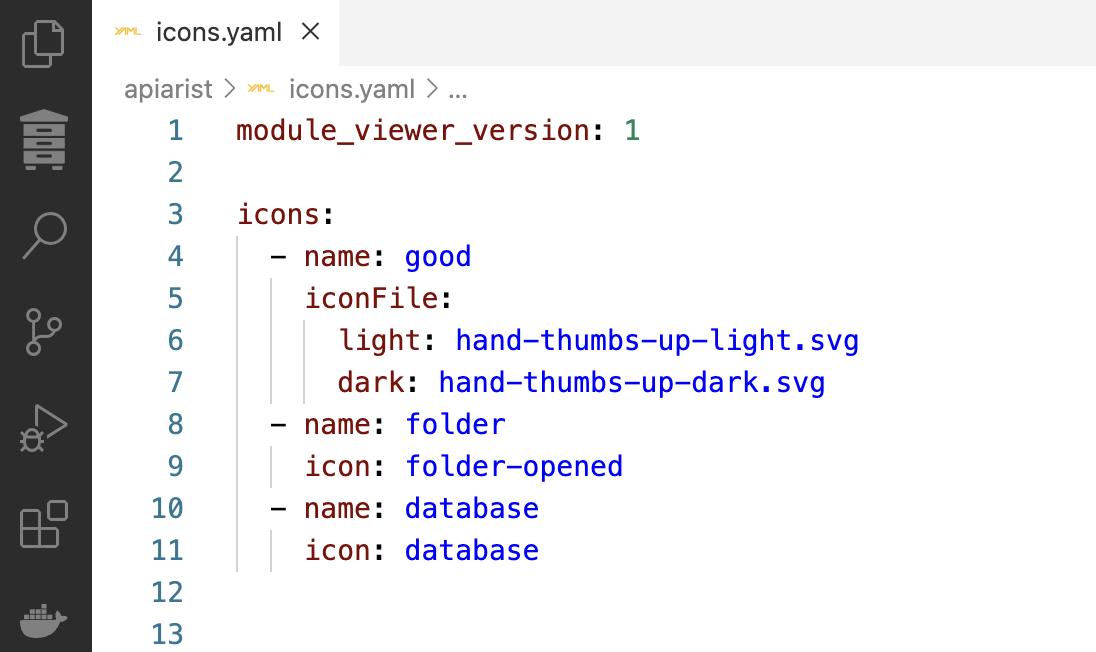 YAML icons.yaml
apiarist > YAML icons.yaml > ...
1 module_viewer_version: 1
2
3 icons:
4   - name: good
5     iconFile:
6       light: hand-thumbs-up-light.svg
7       dark: hand-thumbs-up-dark.svg
8   - name: folder
9     icon: folder-opened
10   - name: database
11     icon: database
12
13